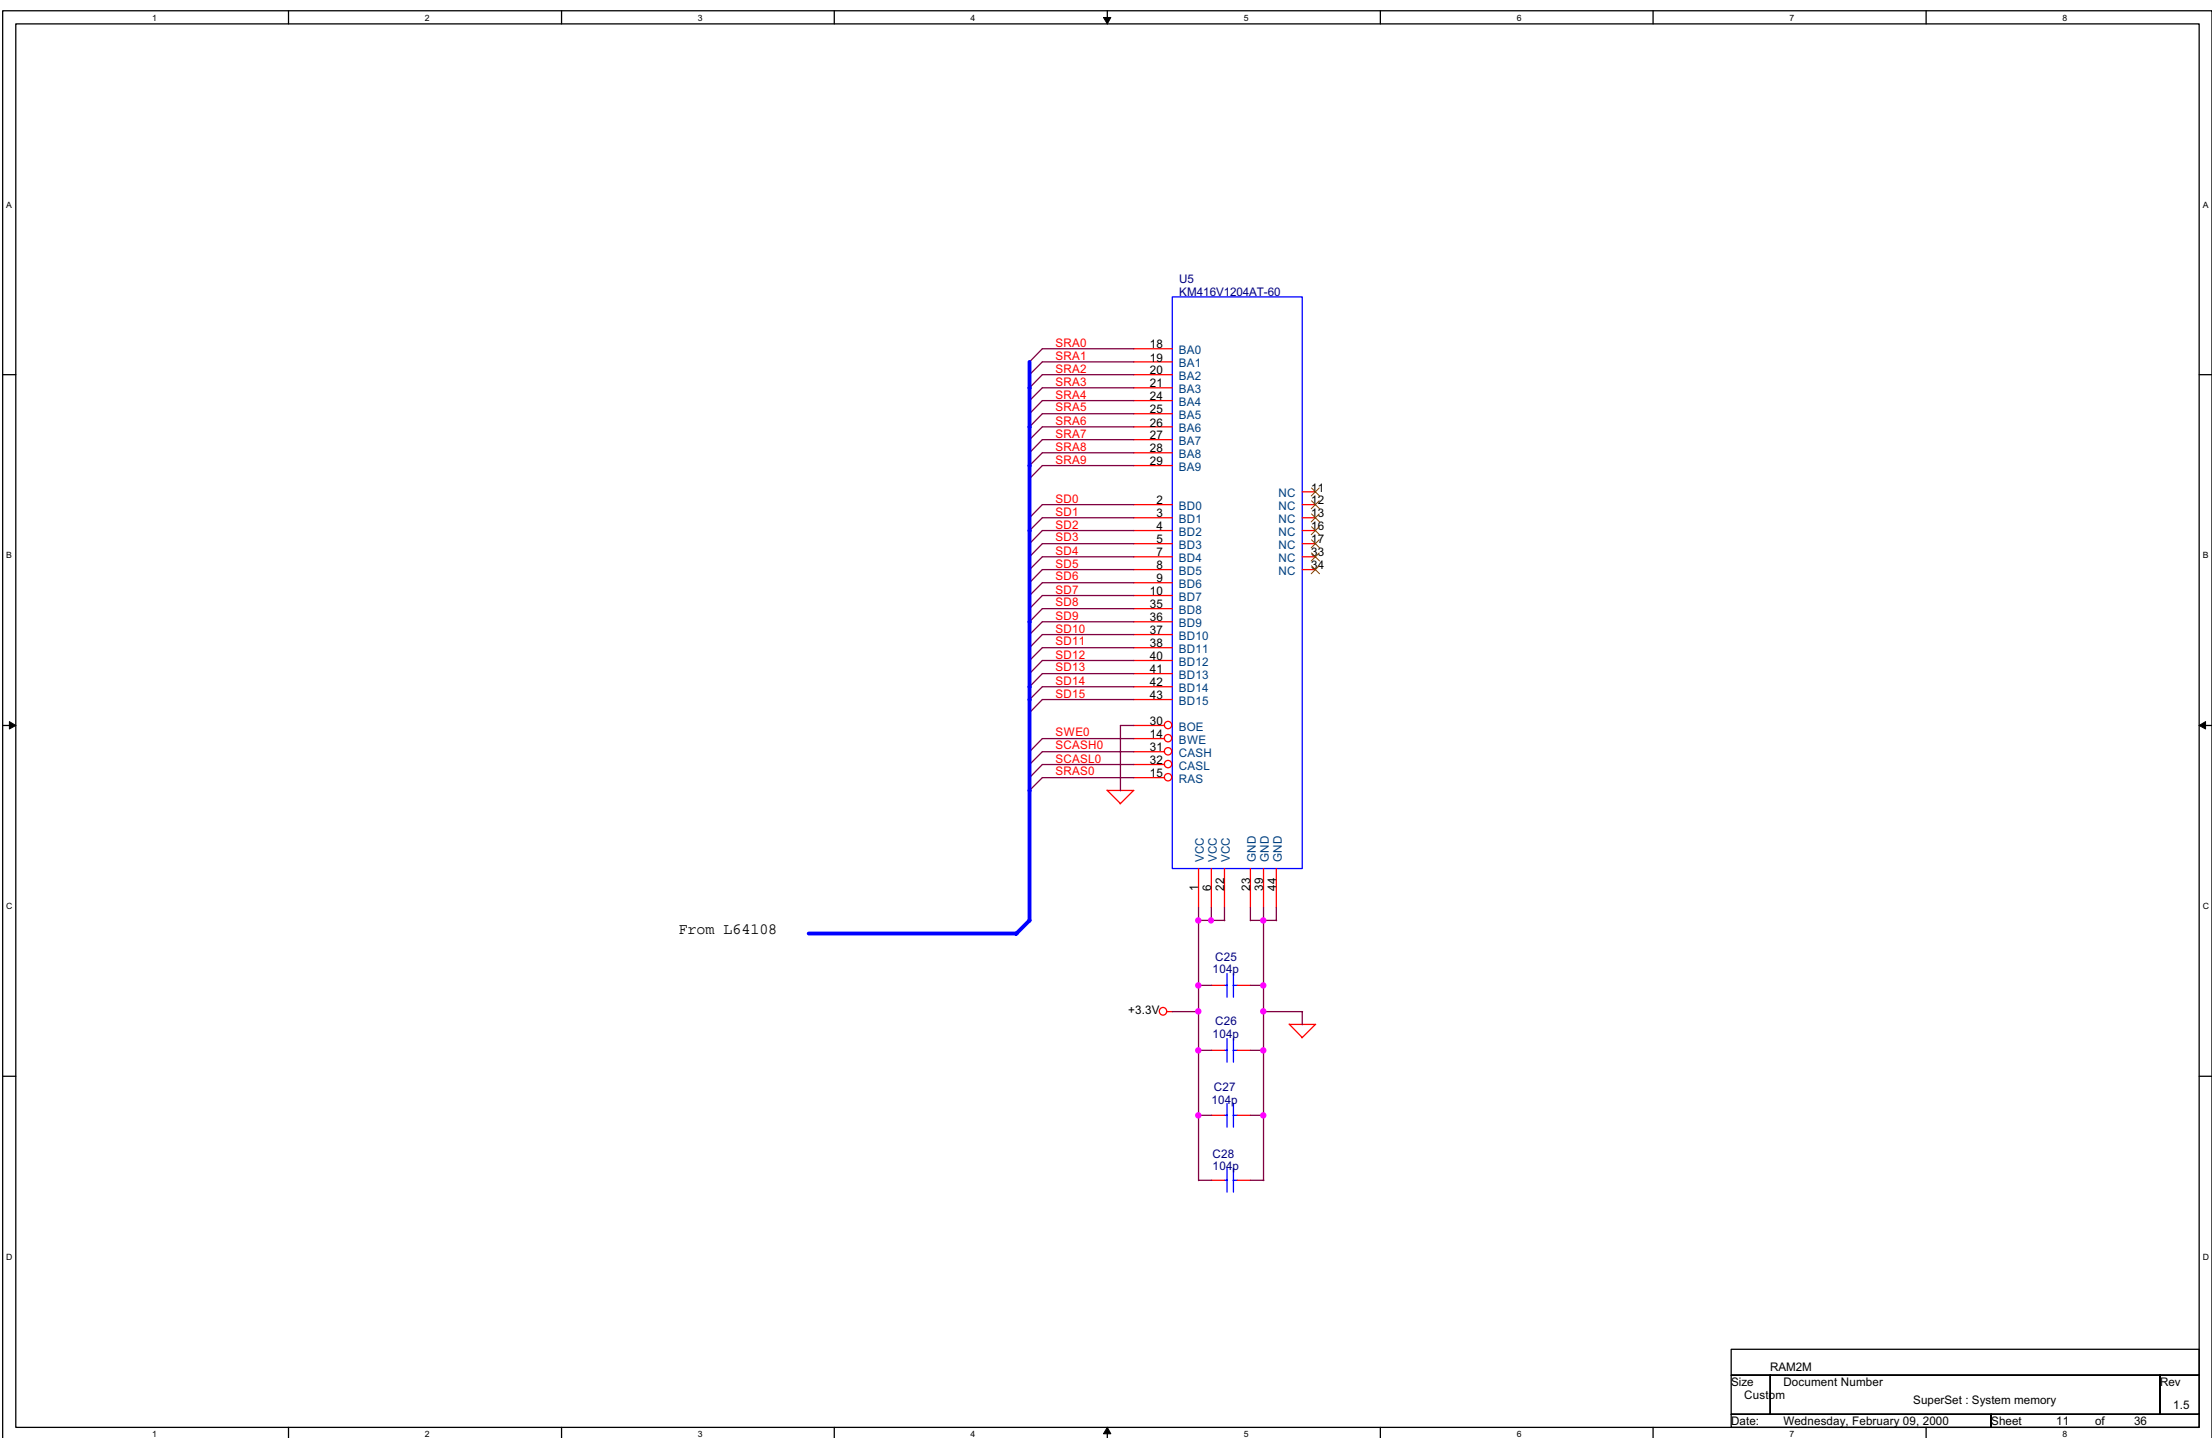 1 2 3 4 5 6 7 8
A A
U5
KM416V1204AT-60
SRA0 18 BA0
SRA1 19 BA1
SRA2 20 BA2
SRA3 21 BA3
SRA4 24 BA4
SRA5 25 BA5
SRA6 26 BA6
SRA7 27 BA7
SRA8 28 BA8
SRA9 29 BA9
NC 11
SD0 2 BD0 NC 12
SD1 3 BD1 NC 13
SD2 4 BD2 NC 16
SD3 5 BD3 NC 17
SD4 7 BD4 NC 33
SD5 8 BD5 NC 34
B B
SD6 9 BD6
SD7 10 BD7
SD8 35 BD8
SD9 36 BD9
SD10 37 BD10
SD11 38 BD11
SD12 40 BD12
SD13 41 BD13
SD14 42 BD14
SD15 43 BD15
30 BOE
SWE0 14 BWE
SCASH0 31 CASH
SCASL0 32 CASL
SRAS0 15 RAS
VCC VCC VCC GND GND GND
1 6 22 23 39 44
C C
From L64108
C25
104p
+3.3V
C26
104p
C27
104p
C28
104p
D D
RAM2M
Size Document Number Rev
Custom SuperSet : System memory 1.5
Date: Wednesday, February 09, 2000 Sheet 11 of 36
1 2 3 4 5 6 7 8